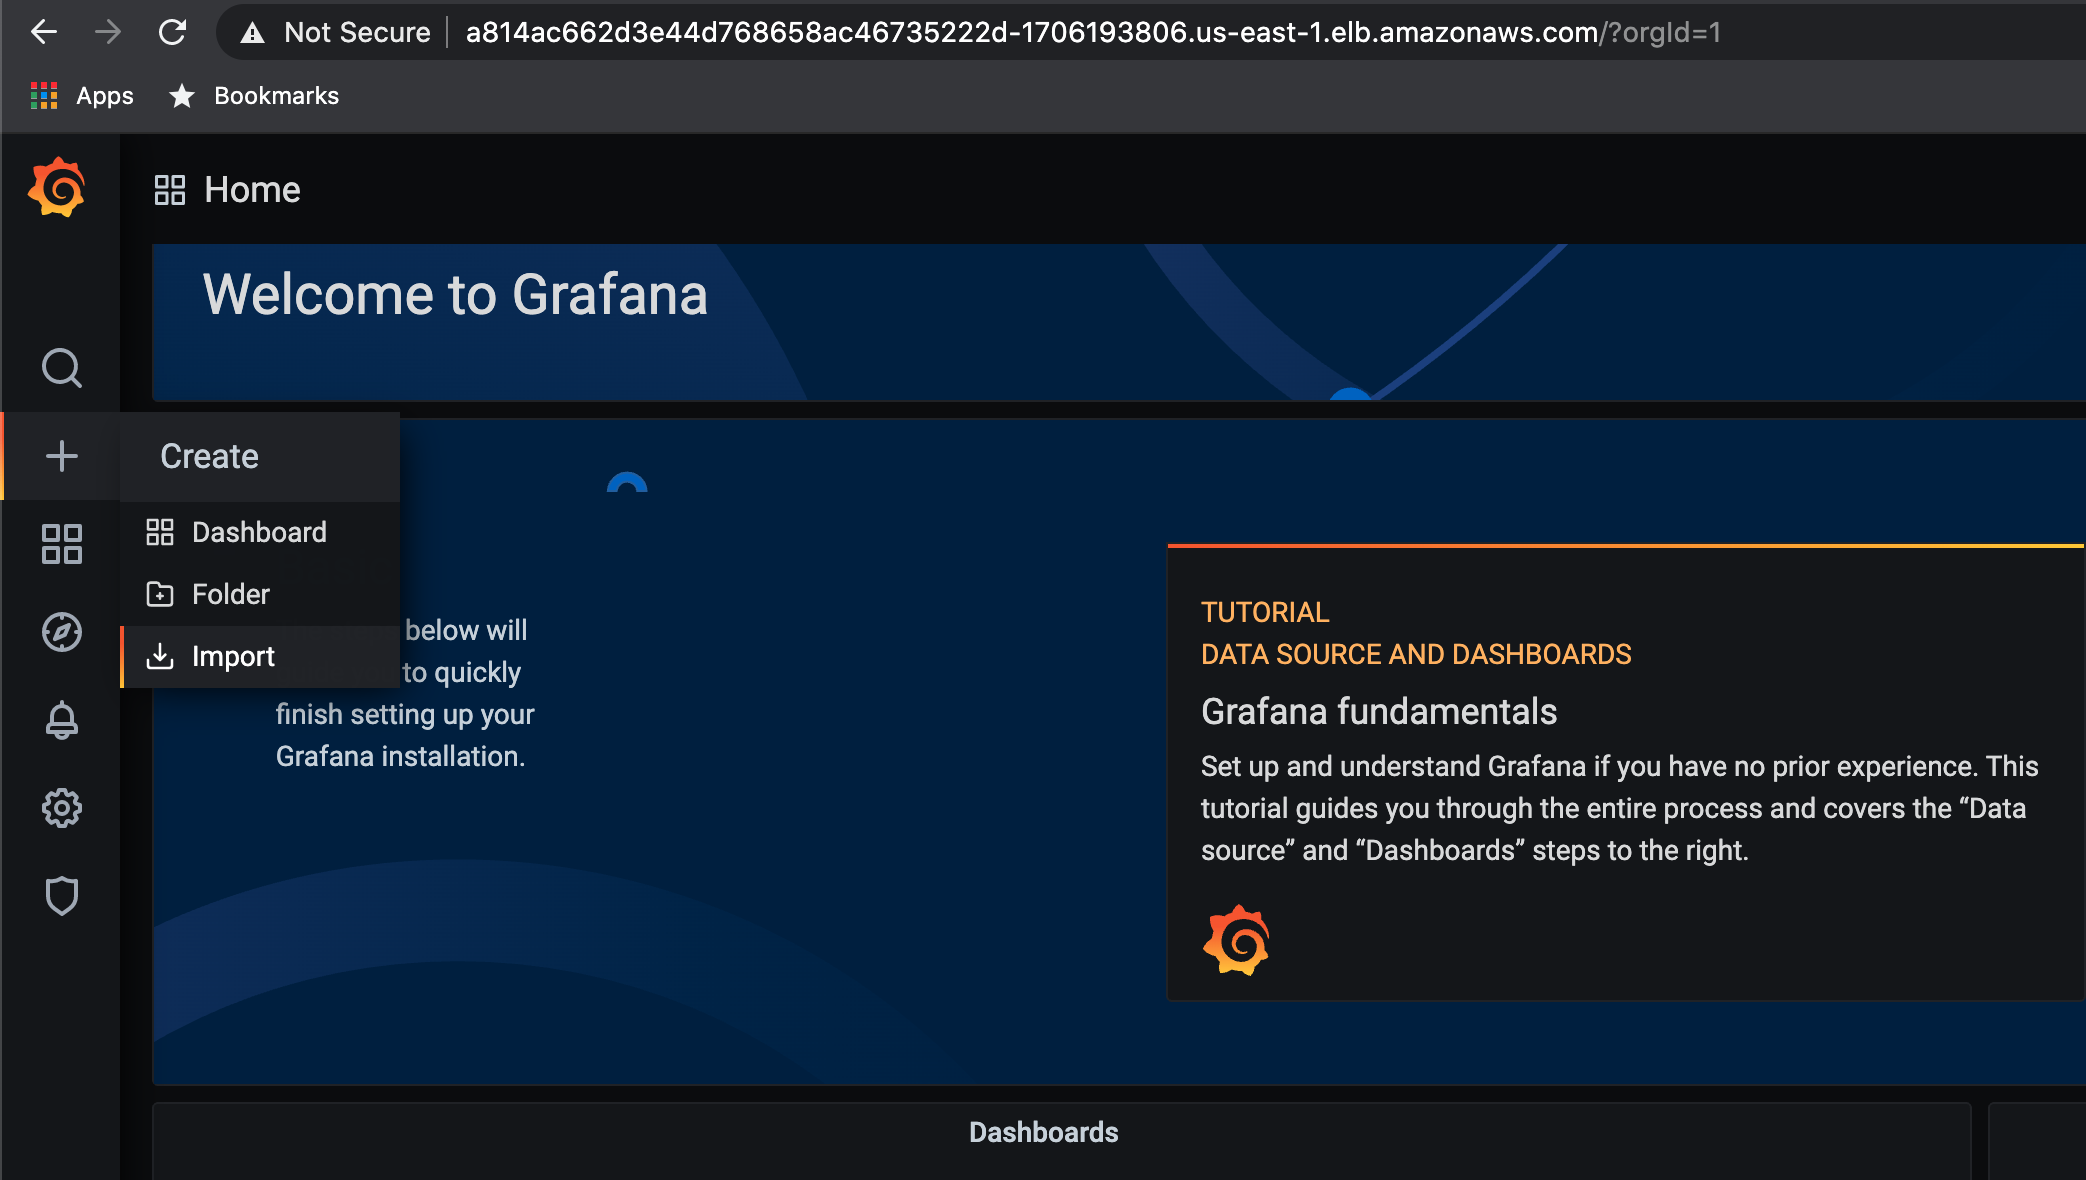 Not Secure a814ac662d3e44d768658ac46735222d-1706193806.us-east-1.elb.amazonaws.com/?orgId=1
Apps Bookmarks
Home
Welcome to Grafana
Create
Dashboard
Folder
Import
below will
to quickly
finish setting up your
Grafana installation.
TUTORIAL
DATA SOURCE AND DASHBOARDS
Grafana fundamentals
Set up and understand Grafana if you have no prior experience. This
tutorial guides you through the entire process and covers the “Data
source” and “Dashboards” steps to the right.
Dashboards